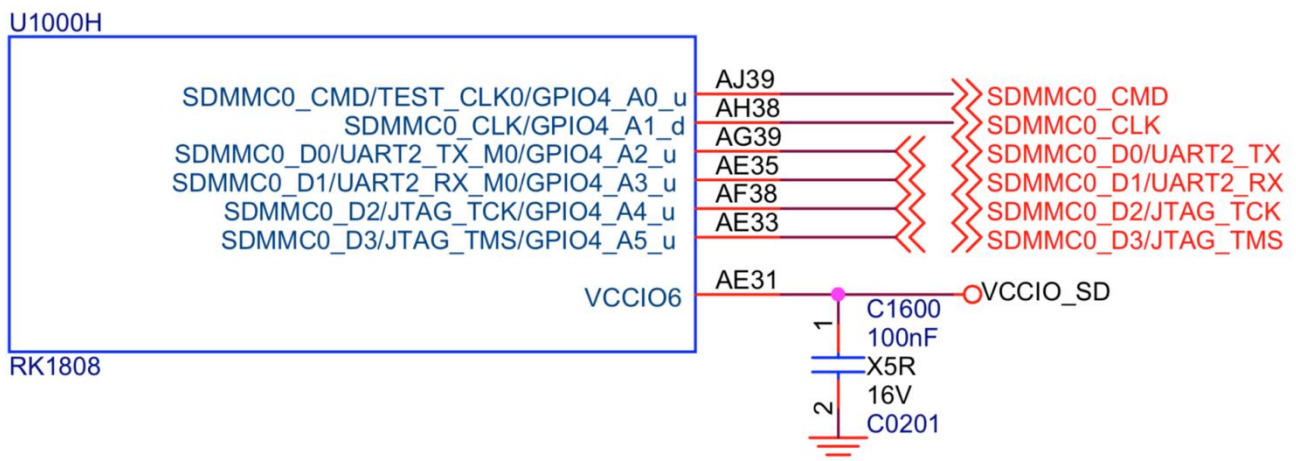 U1000H
SDMMC0_CMD/TEST_CLK0/GPIO4_A0_u AJ39 SDMMC0_CMD
SDMMC0_CLK/GPIO4_A1_d AH38 SDMMC0_CLK
SDMMC0_D0/UART2_TX_M0/GPIO4_A2_u AG39 SDMMC0_D0/UART2_TX
SDMMC0_D1/UART2_RX_M0/GPIO4_A3_u AE35 SDMMC0_D1/UART2_RX
SDMMC0_D2/JTAG_TCK/GPIO4_A4_u AF38 SDMMC0_D2/JTAG_TCK
SDMMC0_D3/JTAG_TMS/GPIO4_A5_u AE33 SDMMC0_D3/JTAG_TMS
VCCIO6 AE31 VCCIO_SD
RK1808
1
C1600
100nF
X5R
16V
2
C0201